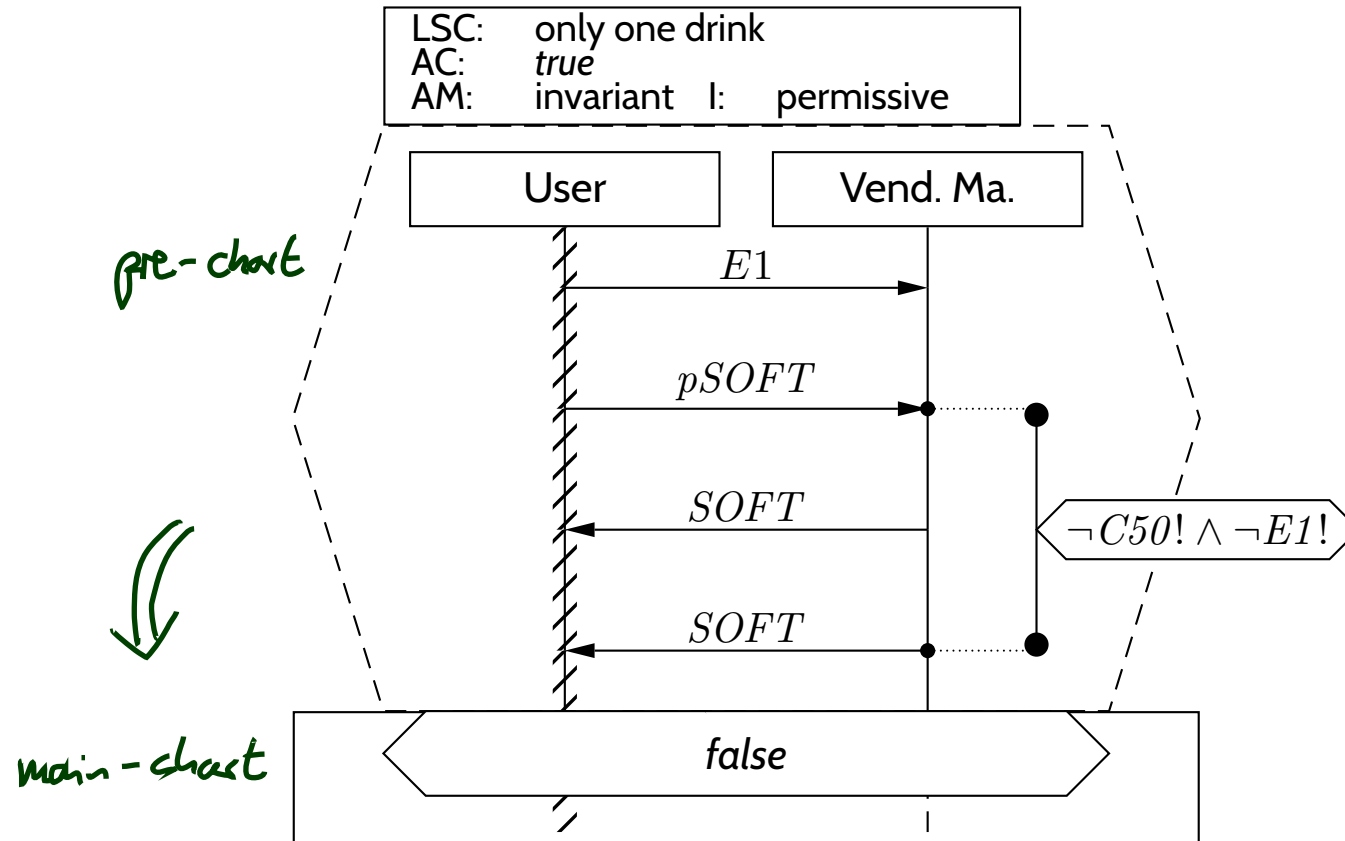 LSC: only one drink
AC: true
AM: invariant I: permissive
User
Vend. Ma.
pre-chart
E1
pSOFT
SOFT
¬C50! ∧ ¬E1!
SOFT
main-chart
false